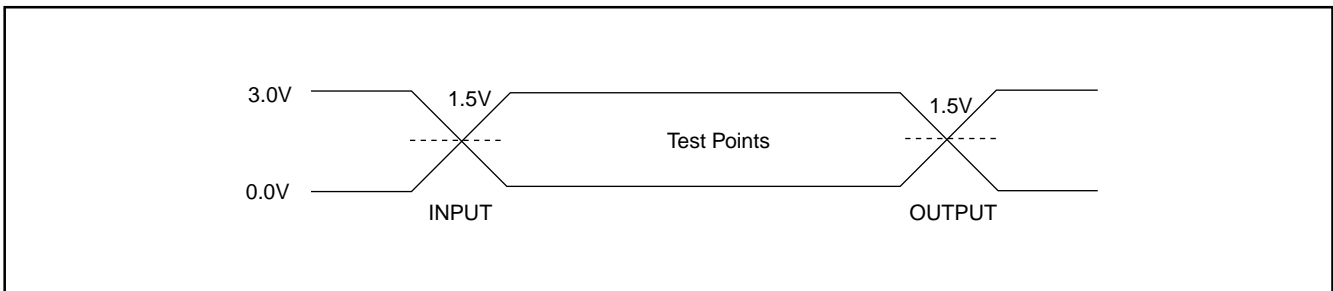 3.0V
1.5V
1.5V
Test Points
0.0V
INPUT
OUTPUT